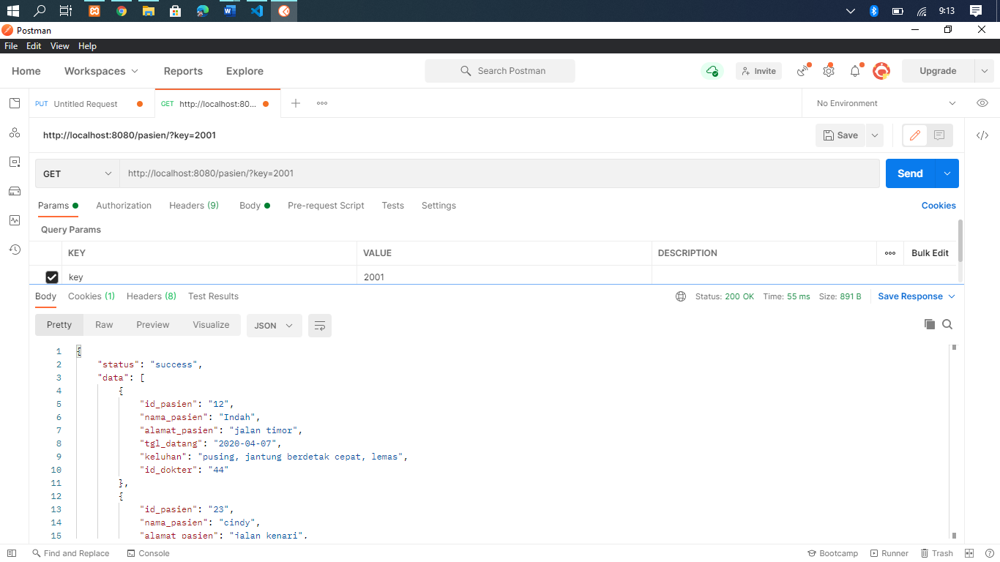 9:13
Postman
File Edit View Help
Home Workspaces Reports Explore Search Postman Invite Upgrade
PUT Untitled Request GET http://localhost:80... No Environment
http://localhost:8080/pasien/?key=2001 Save
GET http://localhost:8080/pasien/?key=2001 Send
Params Authorization Headers (9) Body Pre-request Script Tests Settings Cookies
Query Params
KEY VALUE DESCRIPTION Bulk Edit
key 2001
Body Cookies (1) Headers (8) Test Results Status: 200 OK Time: 55 ms Size: 891 B Save Response
Pretty Raw Preview Visualize JSON
1 {
2 "status": "success",
3 "data": [
4 {
5 "id_pasien": "12",
6 "nama_pasien": "Indah",
7 "alamat_pasien": "jalan timor",
8 "tgl_datang": "2020-04-07",
9 "keluhan": "pusing, jantung berdetak cepat, lemas",
10 "id_dokter": "44"
11 },
12 {
13 "id_pasien": "23",
14 "nama_pasien": "cindy",
15 "alamat_pasien": "jalan kenari",
Find and Replace Console Bootcamp Runner Trash